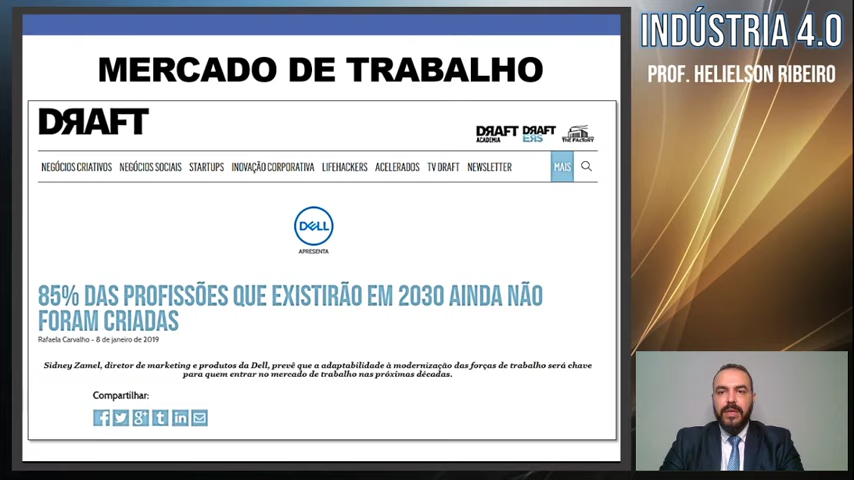 INDÚSTRIA 4.0
PROF. HELIELSON RIBEIRO
MERCADO DE TRABALHO
DRAFT
DRAFT ACADEMIA
DRAFT ERS
THE FACTORY
NEGÓCIOS CRIATIVOS NEGÓCIOS SOCIAIS STARTUPS INOVAÇÃO CORPORATIVA LIFEHACKERS ACELERADOS TV DRAFT NEWSLETTER MAIS
DELL
APRESENTA
85% DAS PROFISSÕES QUE EXISTIRÃO EM 2030 AINDA NÃO
FORAM CRIADAS
Rafaela Carvalho - 8 de janeiro de 2019
Sidney Zamel, diretor de marketing e produtos da Dell, prevê que a adaptabilidade à modernização das forças de trabalho será chave
para quem entrar no mercado de trabalho nas próximas décadas.
Compartilhar: